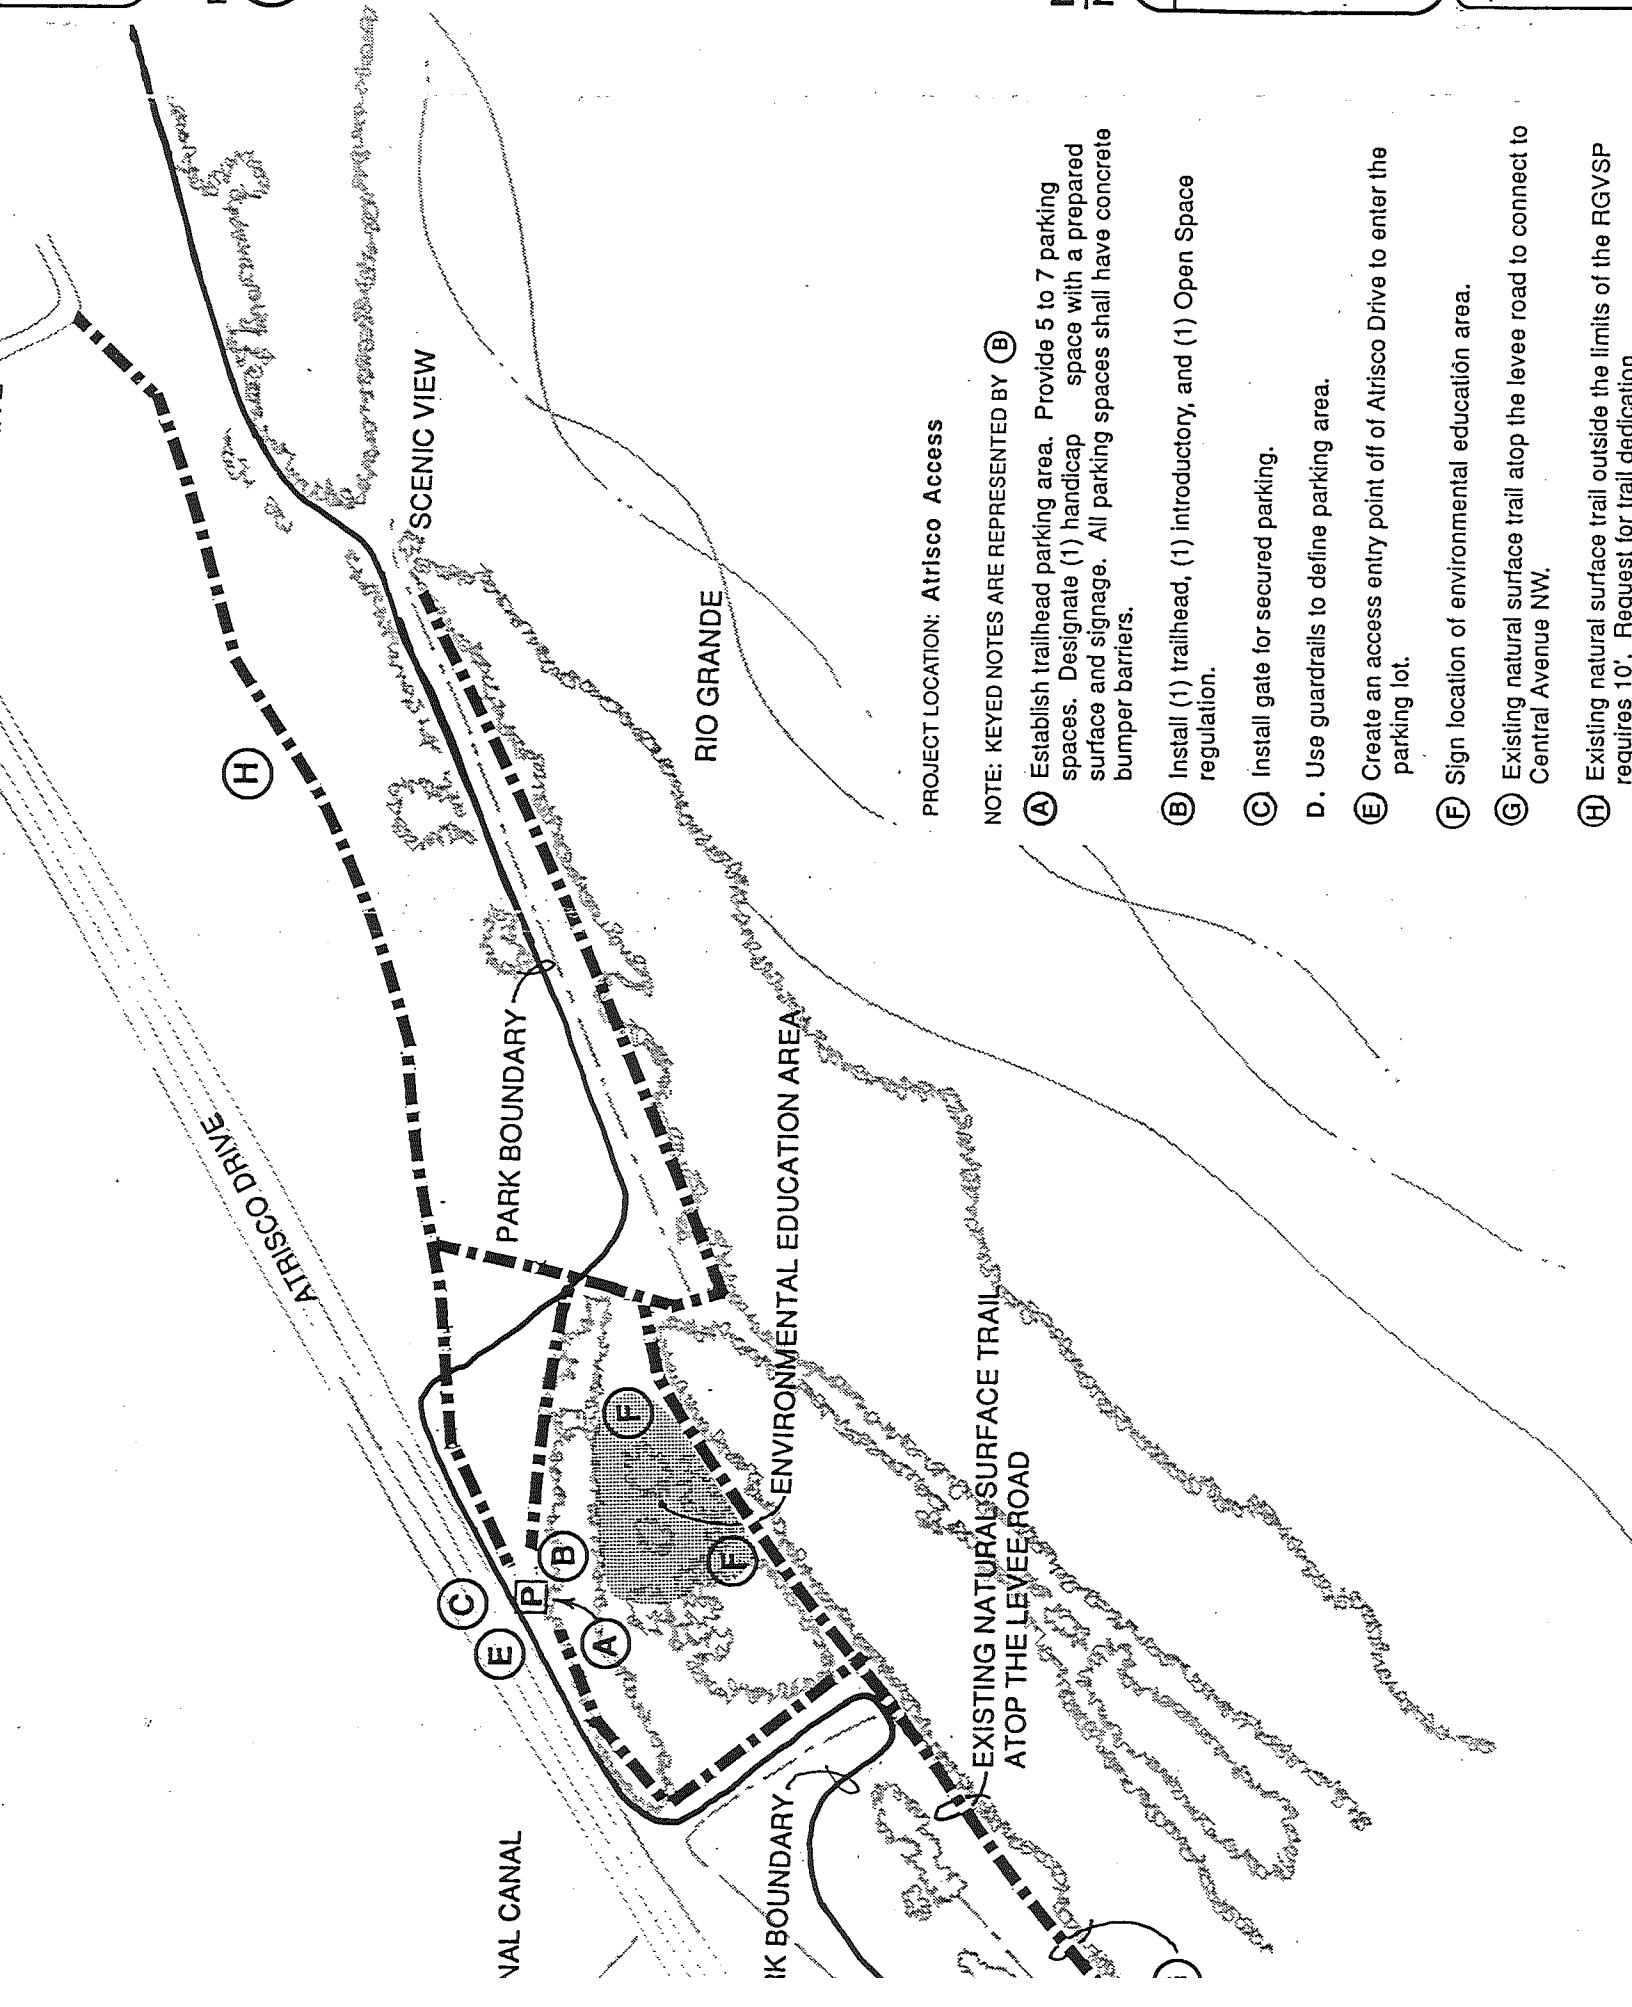 ATRISCO DRIVE
H
SCENIC VIEW
PARK BOUNDARY
RIO GRANDE
ENVIRONMENTAL EDUCATION AREA
F
F
C
E
P
B
A
EXISTING NATURAL SURFACE TRAIL
ATOP THE LEVEE ROAD
BOUNDARY
CANAL
PROJECT LOCATION: Atrisco Access
NOTE: KEYED NOTES ARE REPRESENTED BY B
A Establish trailhead parking area. Provide 5 to 7 parking
spaces. Designate (1) handicap space with a prepared
surface and signage. All parking spaces shall have concrete
bumper barriers.
B Install (1) trailhead, (1) introductory, and (1) Open Space
regulation.
C Install gate for secured parking.
D. Use guardrails to define parking area.
E Create an access entry point off of Atrisco Drive to enter the
parking lot.
F Sign location of environmental education area.
G Existing natural surface trail atop the levee road to connect to
Central Avenue NW.
H Existing natural surface trail outside the limits of the RGVSP
requires 10'. Request for trail dedication